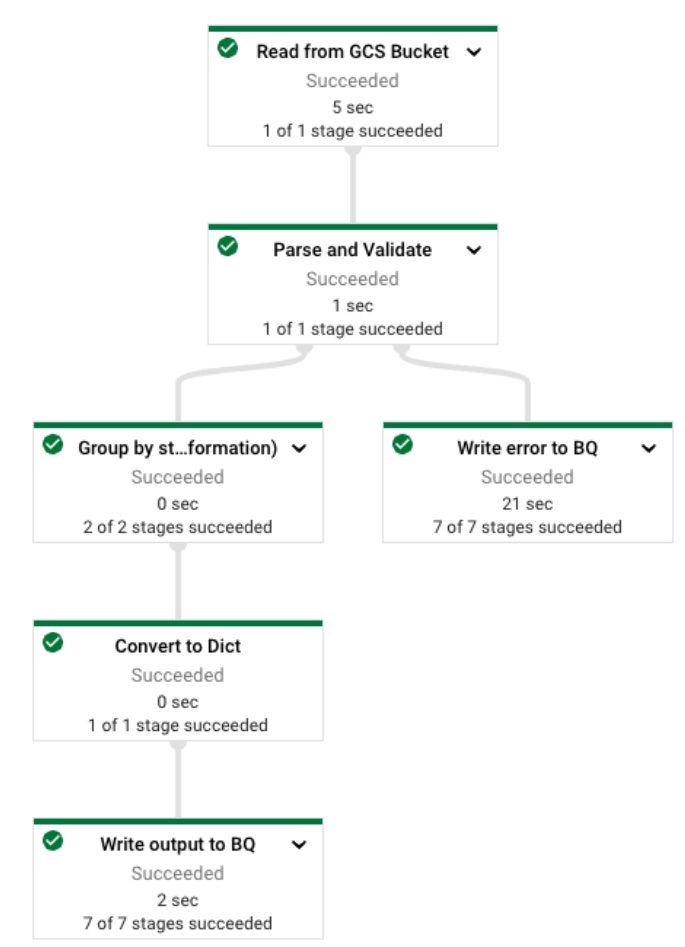 Read from GCS Bucket
Succeeded
5 sec
1 of 1 stage succeeded
Parse and Validate
Succeeded
1 sec
1 of 1 stage succeeded
Group by st...formation)
Succeeded
0 sec
2 of 2 stages succeeded
Write error to BQ
Succeeded
21 sec
7 of 7 stages succeeded
Convert to Dict
Succeeded
0 sec
1 of 1 stage succeeded
Write output to BQ
Succeeded
2 sec
7 of 7 stages succeeded